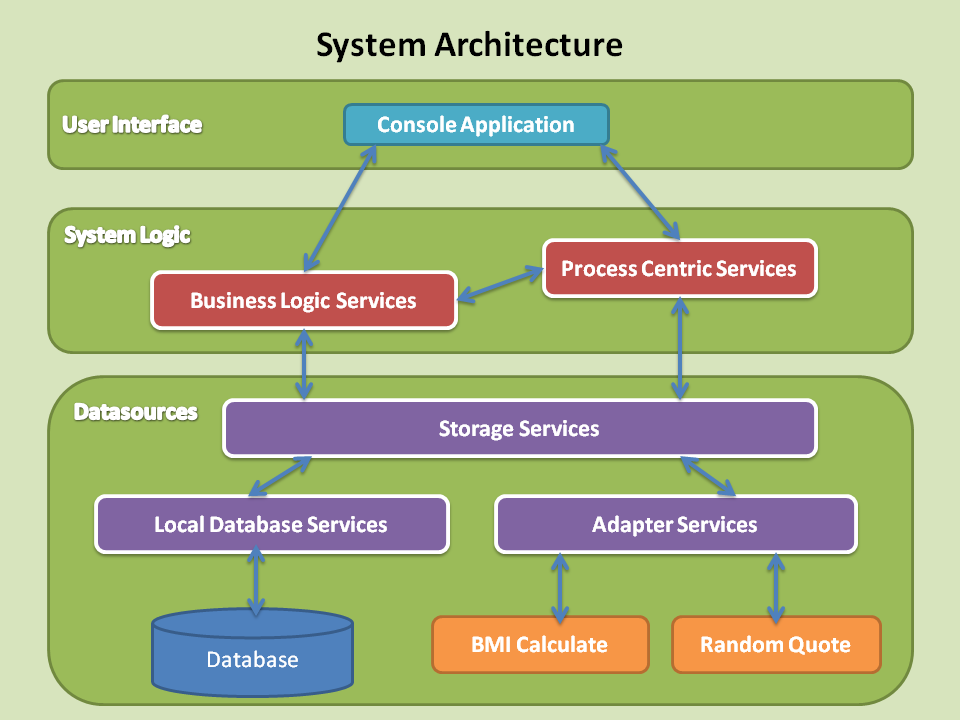 System Architecture
User Interface
Console Application
System Logic
Process Centric Services
Business Logic Services
Datasources
Storage Services
Local Database Services
Adapter Services
Database
BMI Calculate
Random Quote